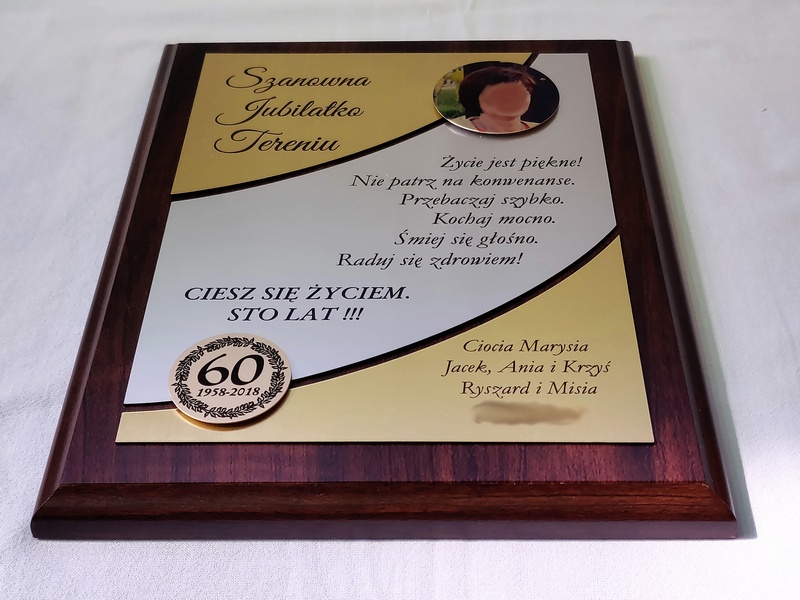 Szanowna
Jubilatko
Tereniu
Życie jest piękne!
Nie patrz na konwenanse.
Przebaczaj szybko.
Kochaj mocno.
Śmiej się głośno.
Raduj się zdrowiem!
CIESZ SIĘ ŻYCIEM.
STO LAT !!!
60
1958-2018
Ciocia Marysia
Jacek, Ania i Krzyś
Ryszard i Misia